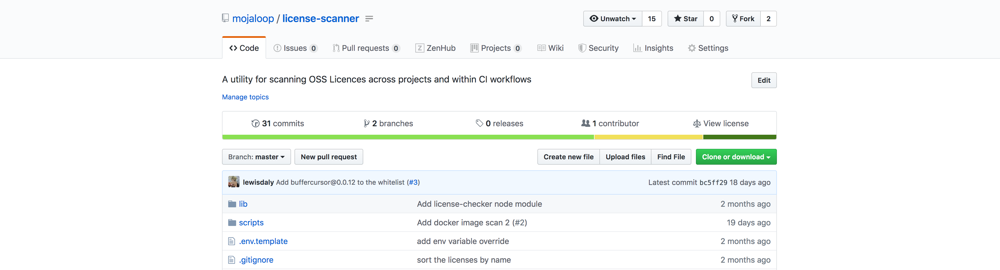 mojaloop / license-scanner
Unwatch 15 Star 0 Fork 2
Code Issues 0 Pull requests 0 ZenHub Projects 0 Wiki Security Insights Settings
A utility for scanning OSS Licences across projects and within CI workflows
Edit
Manage topics
31 commits 2 branches 0 releases 1 contributor View license
Branch: master New pull request Create new file Upload files Find File Clone or download
lewisdaly Add buffercursor@0.0.12 to the whitelist (#3) Latest commit bc5ff29 18 days ago
lib Add license-checker node module 2 months ago
scripts Add docker image scan 2 (#2) 19 days ago
.env.template add env variable override 2 months ago
.gitignore sort the licenses by name 2 months ago